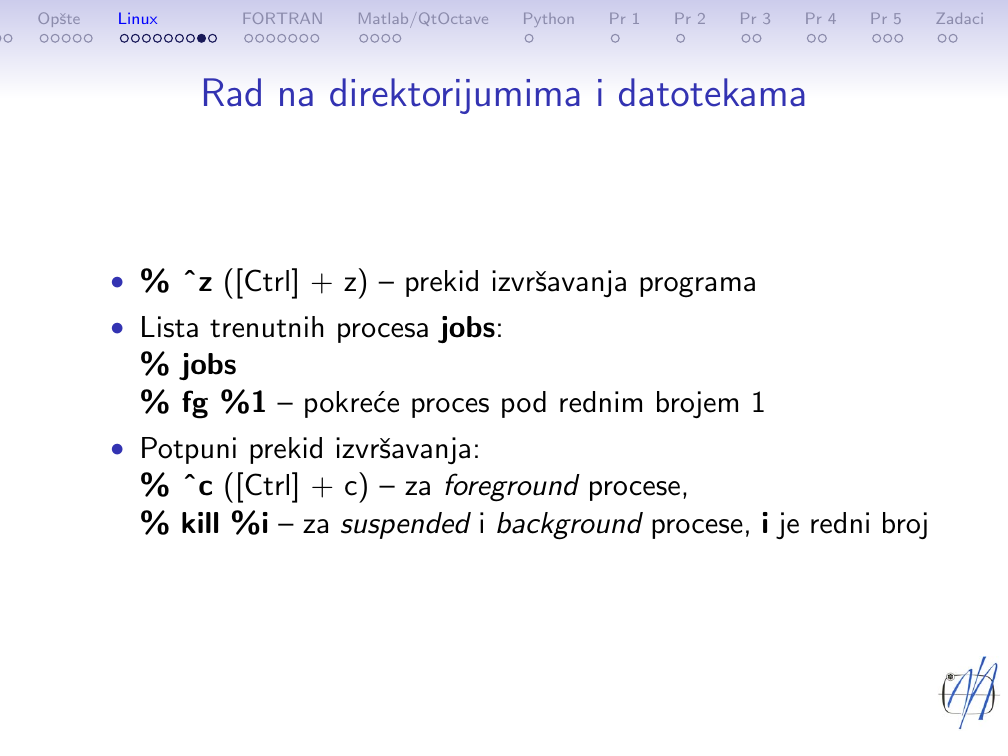 Opšte Linux FORTRAN Matlab/QtOctave Python Pr 1 Pr 2 Pr 3 Pr 4 Pr 5 Zadaci
Rad na direktorijumima i datotekama
• % ˆz ([Ctrl] + z) – prekid izvršavanja programa
• Lista trenutnih procesa jobs:
% jobs
% fg %1 – pokreće proces pod rednim brojem 1
• Potpuni prekid izvršavanja:
% ˆc ([Ctrl] + c) – za foreground procese,
% kill %i – za suspended i background procese, i je redni broj